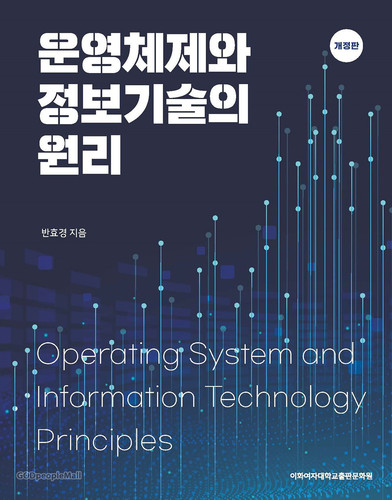 운영체제와
개정판
정보기술의
원리
반효경 지음
Operating System and
Information Technology
Principles
GODpeopleMall
이화여자대학교출판문화원